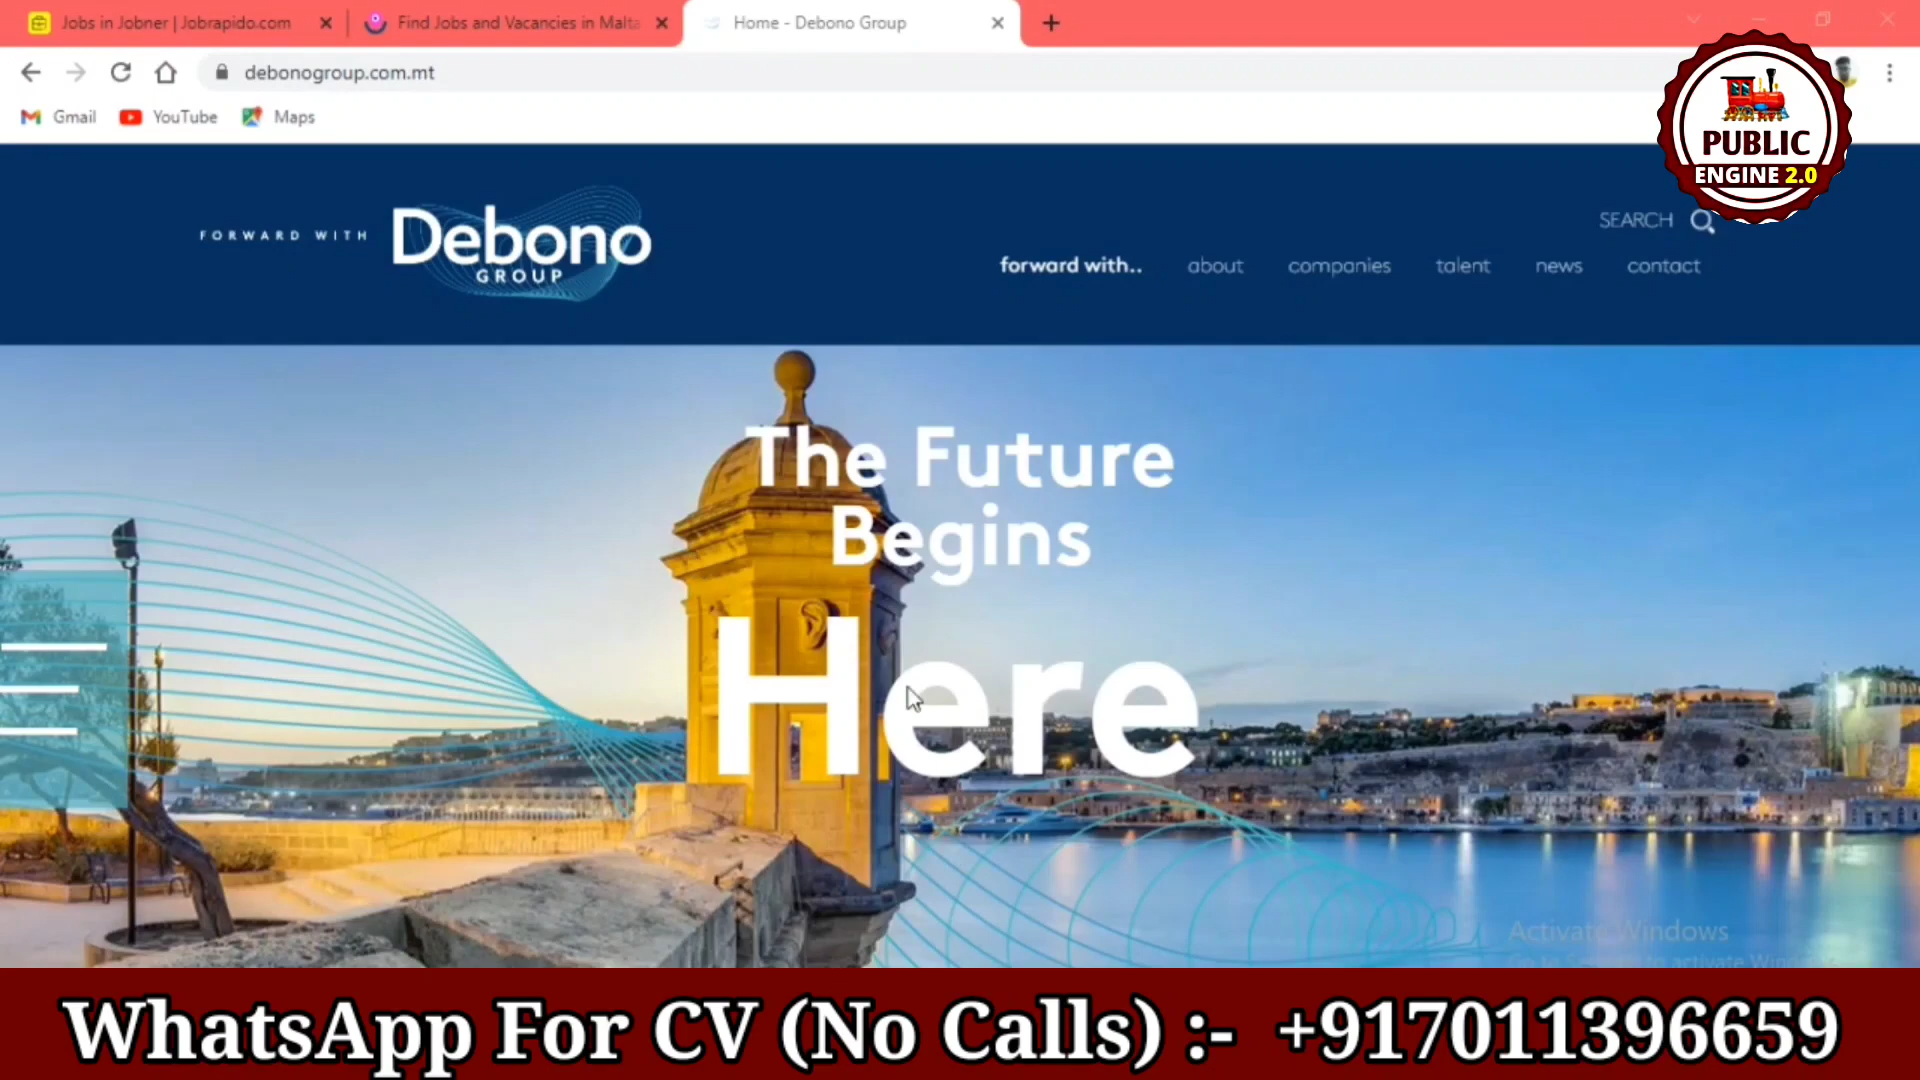 Jobs in Jobner | Jobrapido.com
Find Jobs and Vacancies in Malta
Home - Debono Group
debonogroup.com.mt
Gmail
YouTube
Maps
PUBLIC
ENGINE 2.0
FORWARD WITH
Debono
GROUP
SEARCH
forward with.. about companies talent news contact
The Future
Begins
Here
Activate Windows
WhatsApp For CV (No Calls) :- +917011396659